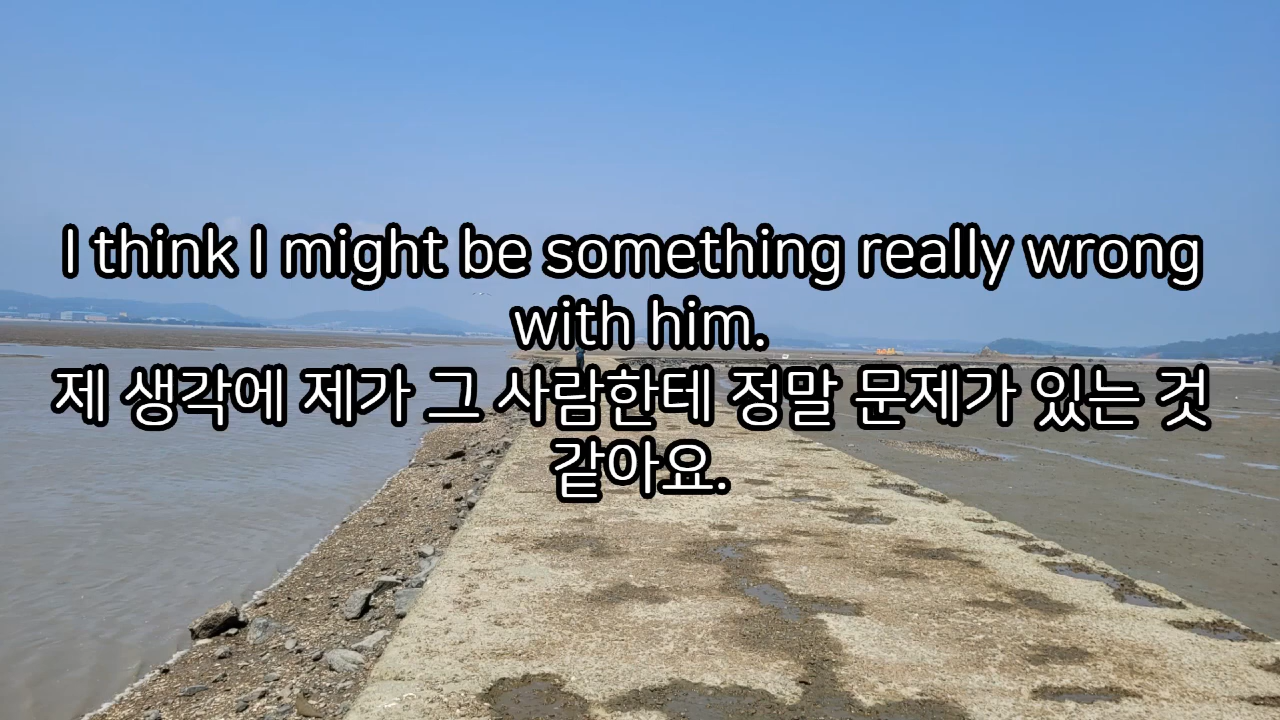 I think I might be something really wrong
with him.
제 생각에 제가 그 사람한테 정말 문제가 있는 것
같아요.